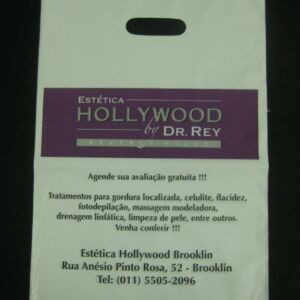 ESTÉTICA
HOLLYWOOD
by DR. REY
BEVERLY HILLS
Agende sua avaliação gratuita !!!
Tratamentos para gordura localizada, celulite, flacidez,
fotodepilação, massagem modeladora,
drenagem linfática, limpeza de pele, entre outros.
Venha conferir !!!
Estética Hollywood Brooklin
Rua Anésio Pinto Rosa, 52 - Brooklin
Tel: (011) 5505-2096